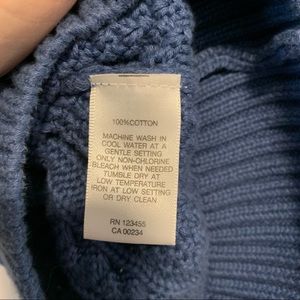 100%COTTON
MACHINE WASH IN
COOL WATER AT A
GENTLE SETTING
ONLY NON-CHLORINE
BLEACH WHEN NEEDED
TUMBLE DRY AT
LOW TEMPERATURE
IRON AT LOW SETTING
OR DRY CLEAN
RN 123455
CA 00234